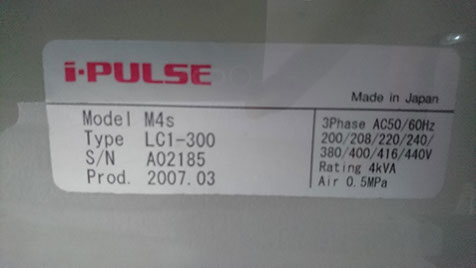 i-PULSE
Made in Japan
Model M4s
Type LC1-300
S/N A02185
Prod. 2007.03
3Phase AC50/60Hz
200/208/220/240/
380/400/416/440V
Rating 4kVA
Air 0.5MPa